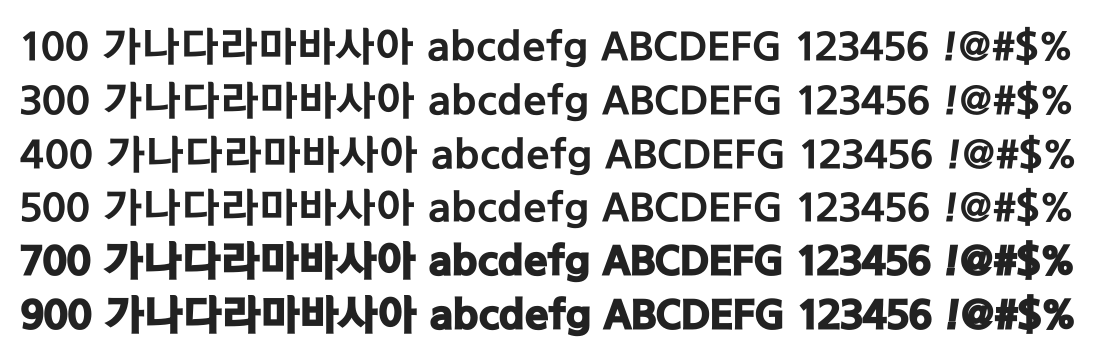 100 가나다라마바사아 abcdefg ABCDEFG 123456 !@#$%
300 가나다라마바사아 abcdefg ABCDEFG 123456 !@#$%
400 가나다라마바사아 abcdefg ABCDEFG 123456 !@#$%
500 가나다라마바사아 abcdefg ABCDEFG 123456 !@#$%
700 가나다라마바사아 abcdefg ABCDEFG 123456 !@#$%
900 가나다라마바사아 abcdefg ABCDEFG 123456 !@#$%